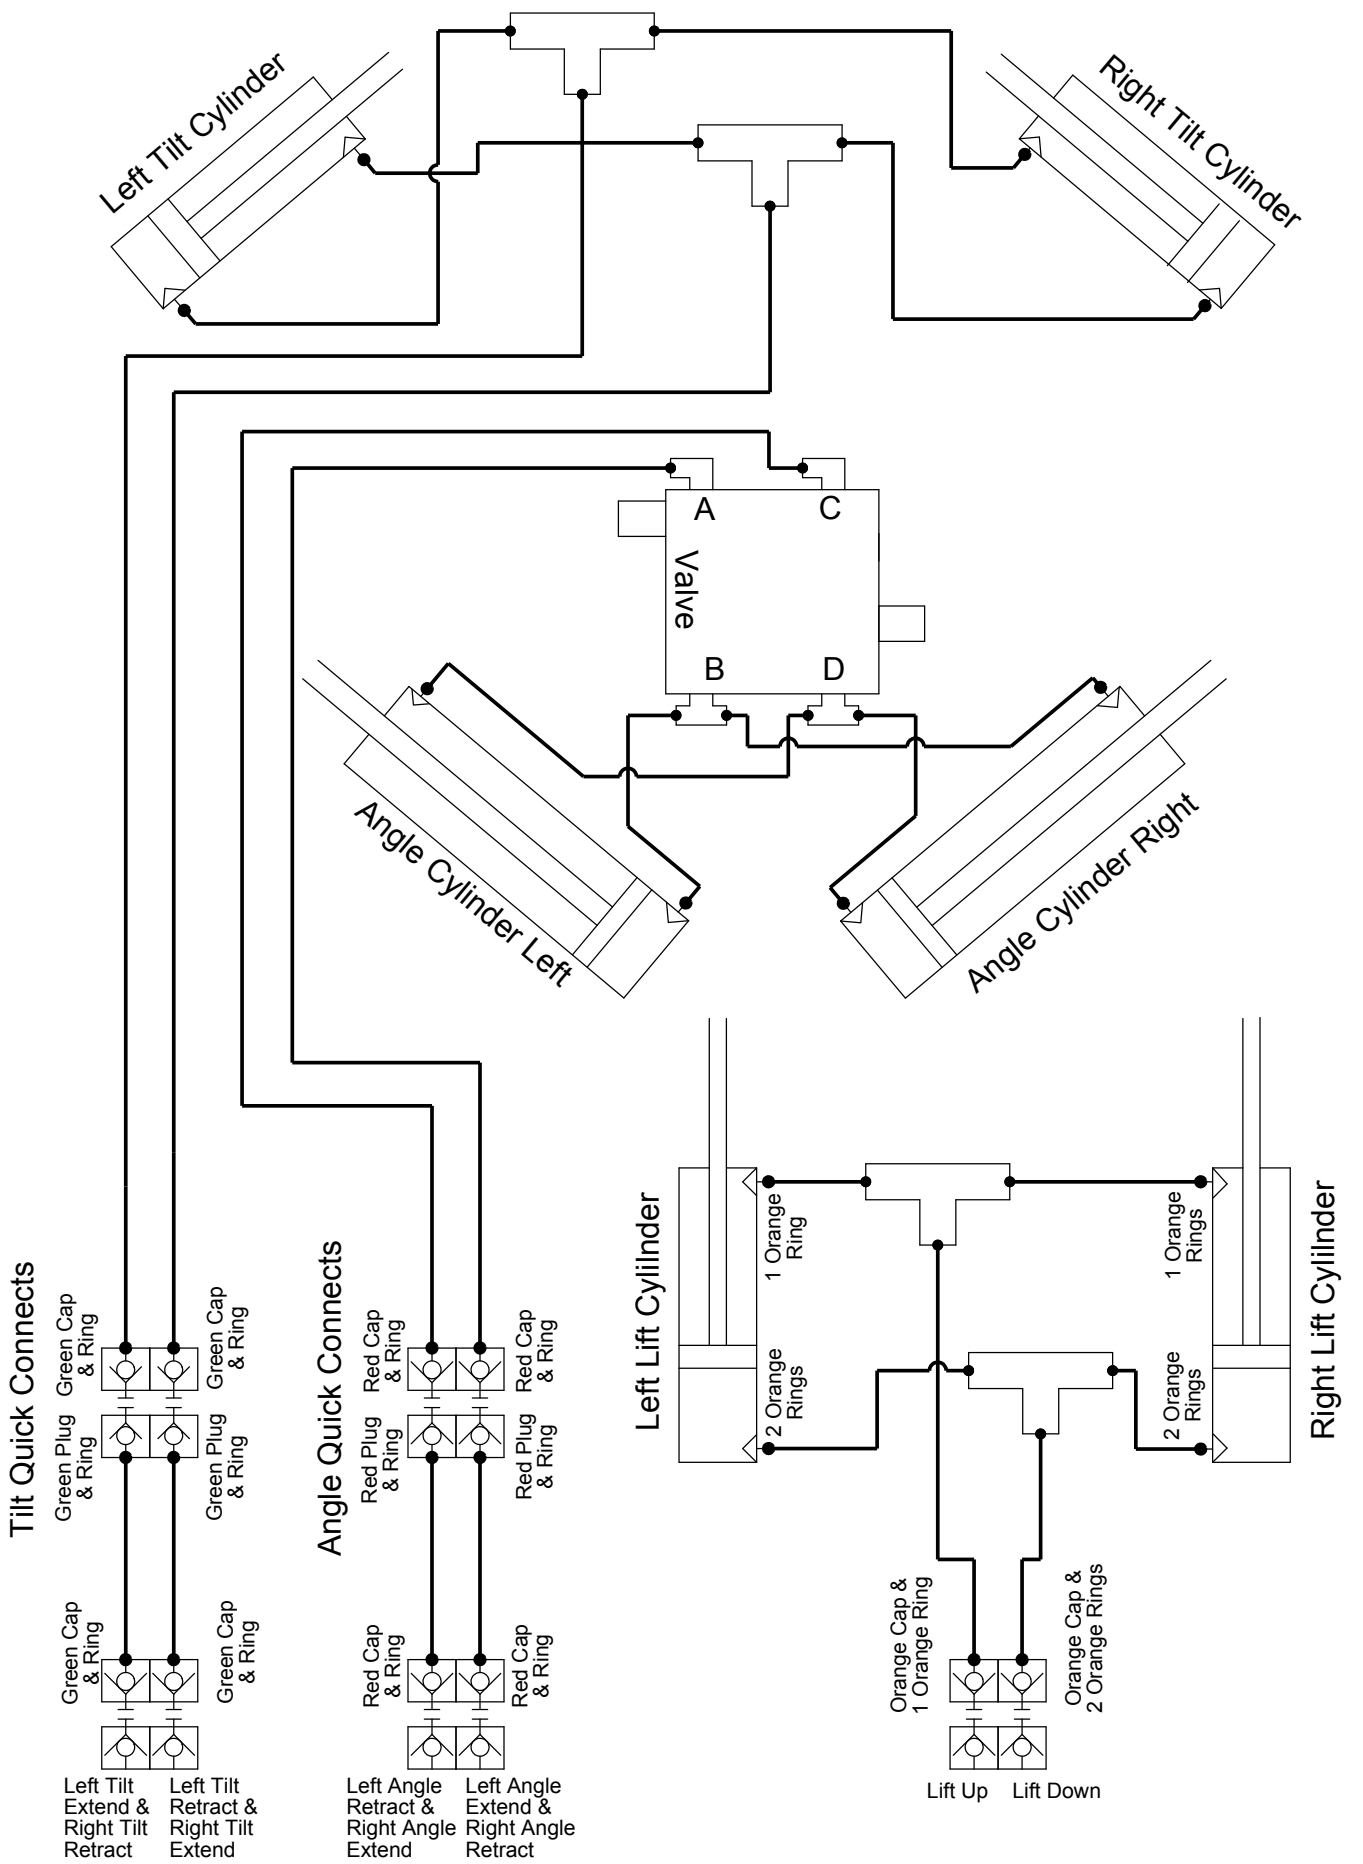 Left Tilt Cylinder
Right Tilt Cylinder
A
C
Valve
B
D
Angle Cylinder Left
Angle Cylinder Right
Left Lift Cylilnder
1 Orange
Ring
1 Orange
Rings
2 Orange
Rings
2 Orange
Rings
Right Lift Cylilnder
Tilt Quick Connects
Green Cap
& Ring
Green Cap
& Ring
Green Plug
& Ring
Green Plug
& Ring
Green Cap
& Ring
Green Cap
& Ring
Angle Quick Connects
Red Cap
& Ring
Red Cap
& Ring
Red Plug
& Ring
Red Plug
& Ring
Red Cap
& Ring
Red Cap
& Ring
Orange Cap &
1 Orange Ring
Orange Cap &
2 Orange Rings
Left Tilt
Extend &
Right Tilt
Retract
Left Tilt
Retract &
Right Tilt
Extend
Left Angle
Retract &
Right Angle
Extend
Left Angle
Extend &
Right Angle
Retract
Lift Up
Lift Down